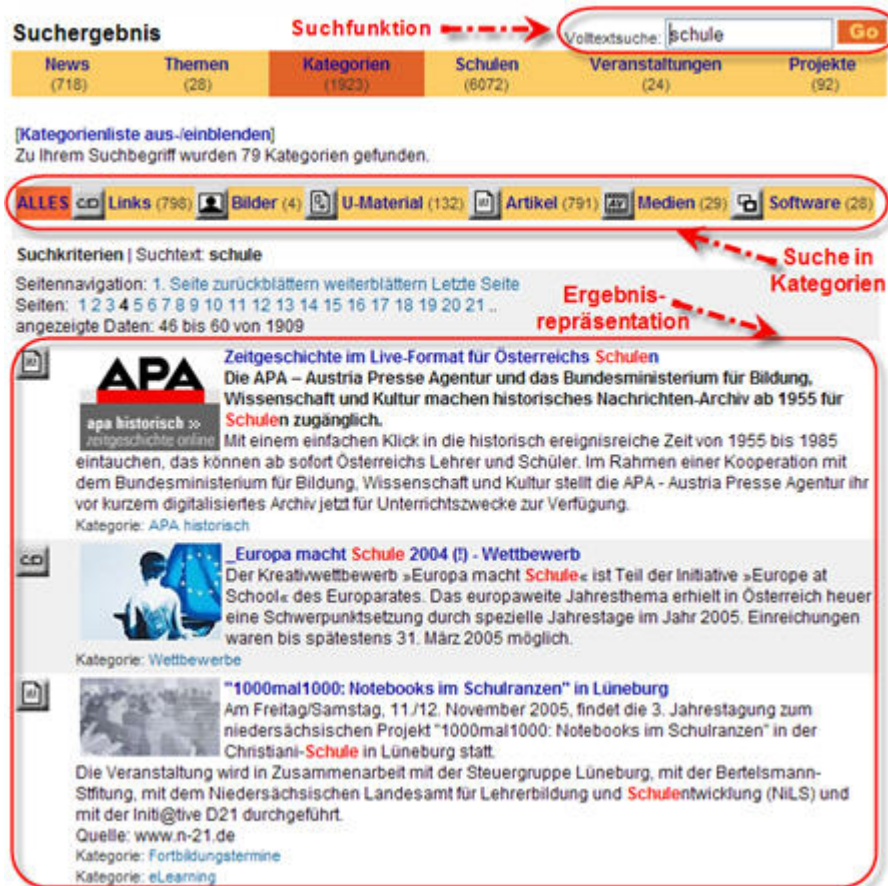 Suchergebnis
Suchfunktion
Volltextsuche: schule Go
News Themen Kategorien Schulen Veranstaltungen Projekte
(718) (28) (1923) (6072) (24) (92)
[Kategorienliste aus-/einblenden]
Zu Ihrem Suchbegriff wurden 79 Kategorien gefunden.
ALLES Links (798) Bilder (4) U-Material (132) Artikel (791) Medien (29) Software (28)
Suchkriterien | Suchtext: schule
Suche in
Kategorien
Seitennavigation: 1. Seite zurückblättern weiterblättern Letzte Seite
Seiten: 1 2 3 4 5 6 7 8 9 10 11 12 13 14 15 16 17 18 19 20 21 ..
angezeigte Daten: 46 bis 60 von 1909
Ergebnis-
repräsentation
APA
apa historisch »
zeitgeschichte online
Zeitgeschichte im Live-Format für Österreichs Schulen
Die APA – Austria Presse Agentur und das Bundesministerium für Bildung,
Wissenschaft und Kultur machen historisches Nachrichten-Archiv ab 1955 für
Schulen zugänglich.
Mit einem einfachen Klick in die historisch ereignisreiche Zeit von 1955 bis 1985
eintauchen, das können ab sofort Österreichs Lehrer und Schüler. Im Rahmen einer Kooperation mit
dem Bundesministerium für Bildung, Wissenschaft und Kultur stellt die APA - Austria Presse Agentur ihr
vor kurzem digitalisiertes Archiv jetzt für Unterrichtszwecke zur Verfügung.
Kategorie: APA historisch
_Europa macht Schule 2004 (!) - Wettbewerb
Der Kreativwettbewerb »Europa macht Schule« ist Teil der Initiative »Europe at
School« des Europarates. Das europaweite Jahresthema erhielt in Österreich heuer
eine Schwerpunktsetzung durch spezielle Jahrestage im Jahr 2005. Einreichungen
waren bis spätestens 31. März 2005 möglich.
Kategorie: Wettbewerbe
"1000mal1000: Notebooks im Schulranzen" in Lüneburg
Am Freitag/Samstag, 11./12. November 2005, findet die 3. Jahrestagung zum
niedersächsischen Projekt "1000mal1000: Notebooks im Schulranzen" in der
Christiani-Schule in Lüneburg statt.
Die Veranstaltung wird in Zusammenarbeit mit der Steuergruppe Lüneburg, mit der Bertelsmann-
Stfitung, mit dem Niedersächsischen Landesamt für Lehrerbildung und Schulentwicklung (NiLS) und
mit der Initi@tive D21 durchgeführt.
Quelle: www.n-21.de
Kategorie: Fortbildungstermine
Kategorie: eLearning